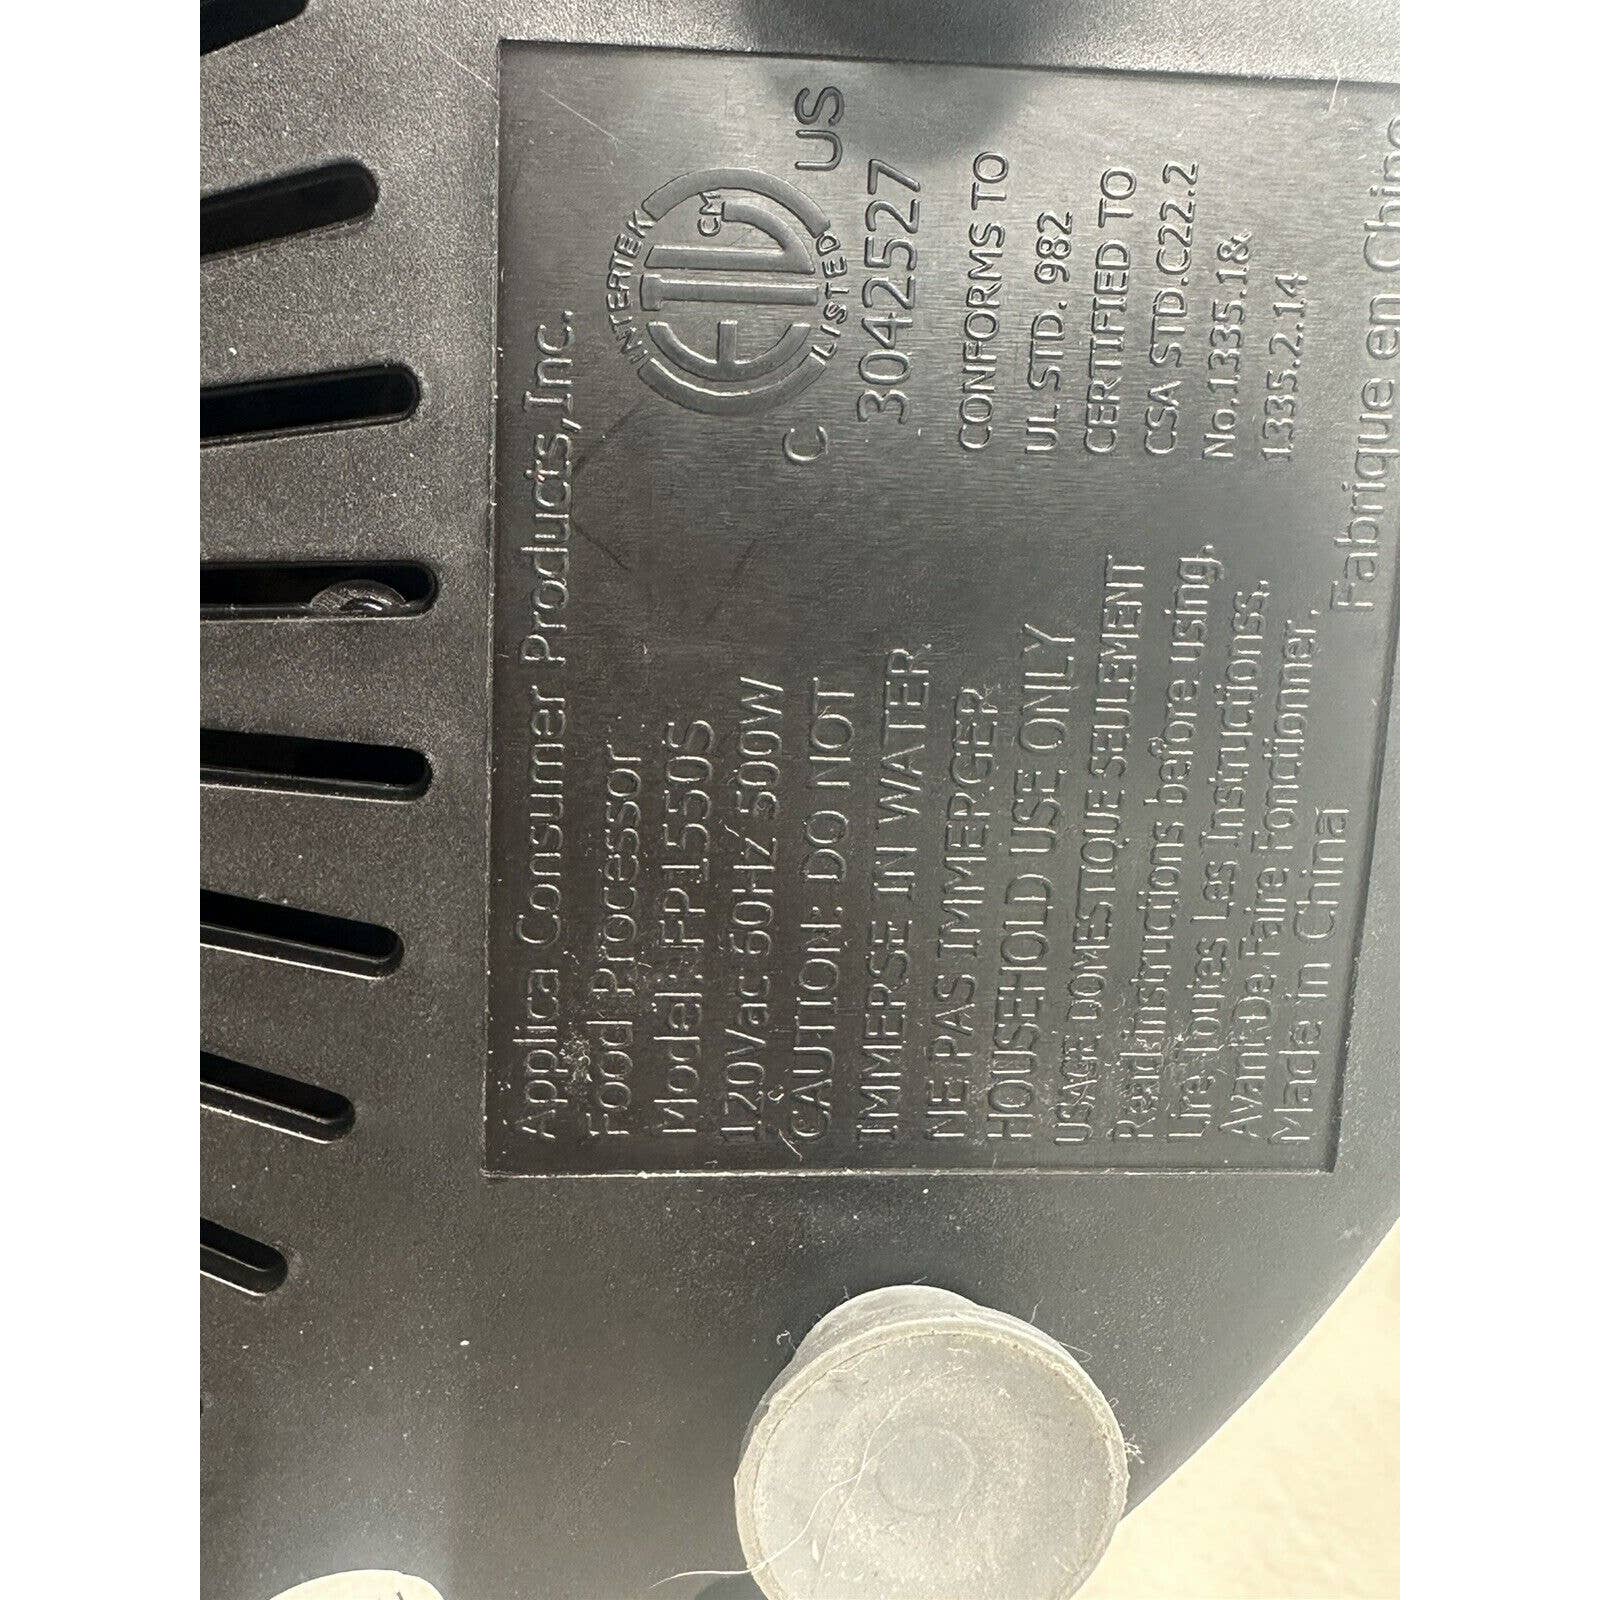 Applica Consumer Products,Inc.
Food Processor
Model: FP1550S
120Vac 60Hz 500W
CAUTION: DO NOT
IMMERSE IN WATER
NE PAS IMMERGER
HOUSEHOLD USE ONLY
USAGE DOMESTIQUE SEULEMENT
Read instructions before using.
Lire Toutes Les Instructionss.
Avant De Faire Fonctionner.
Made in China
INTERTEK
ETL CM
LISTED
C US
3042527
CONFORMS TO
UL STD. 982
CERTIFIED TO
CSA STD.C22.2
No.1335.1&
1335.2.14
Fabrique en Chine